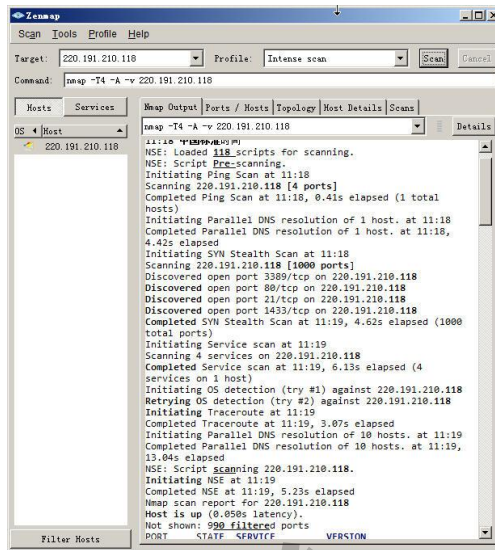 Zenmap
Scan Tools Profile Help
Target: 220.191.210.118 Profile: Intense scan Scan Cancel
Command: nmap -T4 -A -v 220.191.210.118
Hosts Services Nmap Output Ports / Hosts Topology Host Details Scans
OS Host nmap -T4 -A -v 220.191.210.118 Details
220.191.210.118
11:18 中国标准时间
NSE: Loaded 118 scripts for scanning.
NSE: Script Pre-scanning.
Initiating Ping Scan at 11:18
Scanning 220.191.210.118 [4 ports]
Completed Ping Scan at 11:18, 0.41s elapsed (1 total
hosts)
Initiating Parallel DNS resolution of 1 host. at 11:18
Completed Parallel DNS resolution of 1 host. at 11:18,
4.42s elapsed
Initiating SYN Stealth Scan at 11:18
Scanning 220.191.210.118 [1000 ports]
Discovered open port 3389/tcp on 220.191.210.118
Discovered open port 80/tcp on 220.191.210.118
Discovered open port 21/tcp on 220.191.210.118
Discovered open port 1433/tcp on 220.191.210.118
Completed SYN Stealth Scan at 11:19, 4.62s elapsed (1000
total ports)
Initiating Service scan at 11:19
Scanning 4 services on 220.191.210.118
Completed Service scan at 11:19, 6.13s elapsed (4
services on 1 host)
Initiating OS detection (try #1) against 220.191.210.118
Retrying OS detection (try #2) against 220.191.210.118
Initiating Traceroute at 11:19
Completed Traceroute at 11:19, 3.07s elapsed
Initiating Parallel DNS resolution of 10 hosts. at 11:19
Completed Parallel DNS resolution of 10 hosts. at 11:19,
13.04s elapsed
NSE: Script scanning 220.191.210.118.
Initiating NSE at 11:19
Completed NSE at 11:19, 5.23s elapsed
Nmap scan report for 220.191.210.118
Host is up (0.050s latency).
Not shown: 990 filtered ports
PORT STATE SERVICE VERSION
Filter Hosts